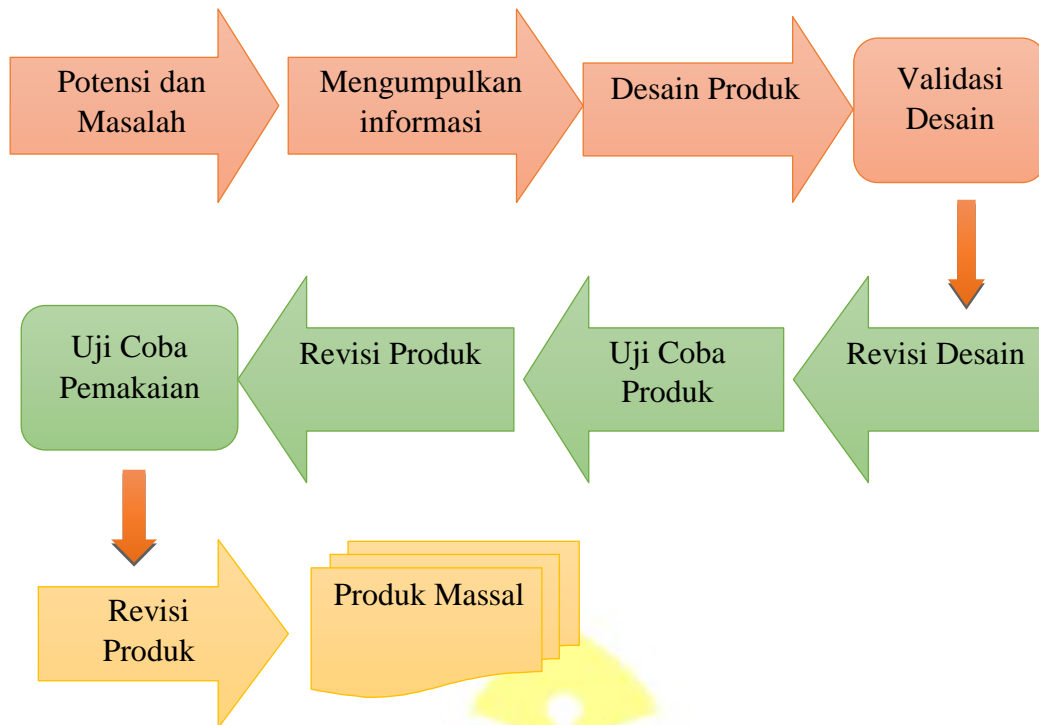 Potensi dan
Masalah
Mengumpulkan
informasi
Desain Produk
Validasi
Desain
Revisi Desain
Uji Coba
Produk
Revisi Produk
Uji Coba
Pemakaian
Revisi
Produk
Produk Massal